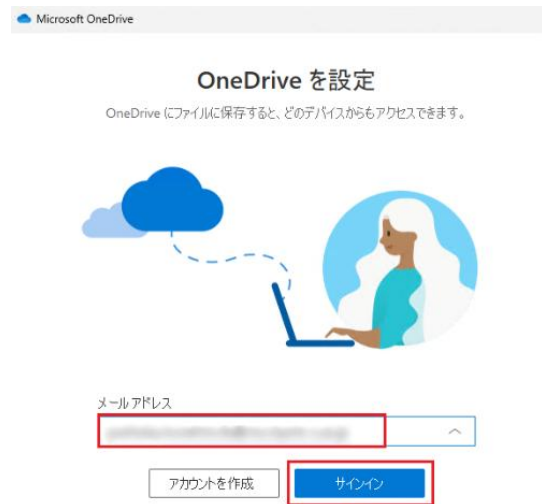 Microsoft OneDrive
OneDrive を設定
OneDrive にファイルに保存すると、どのデバイスからもアクセスできます。
メール アドレス
アカウントを作成
サインイン